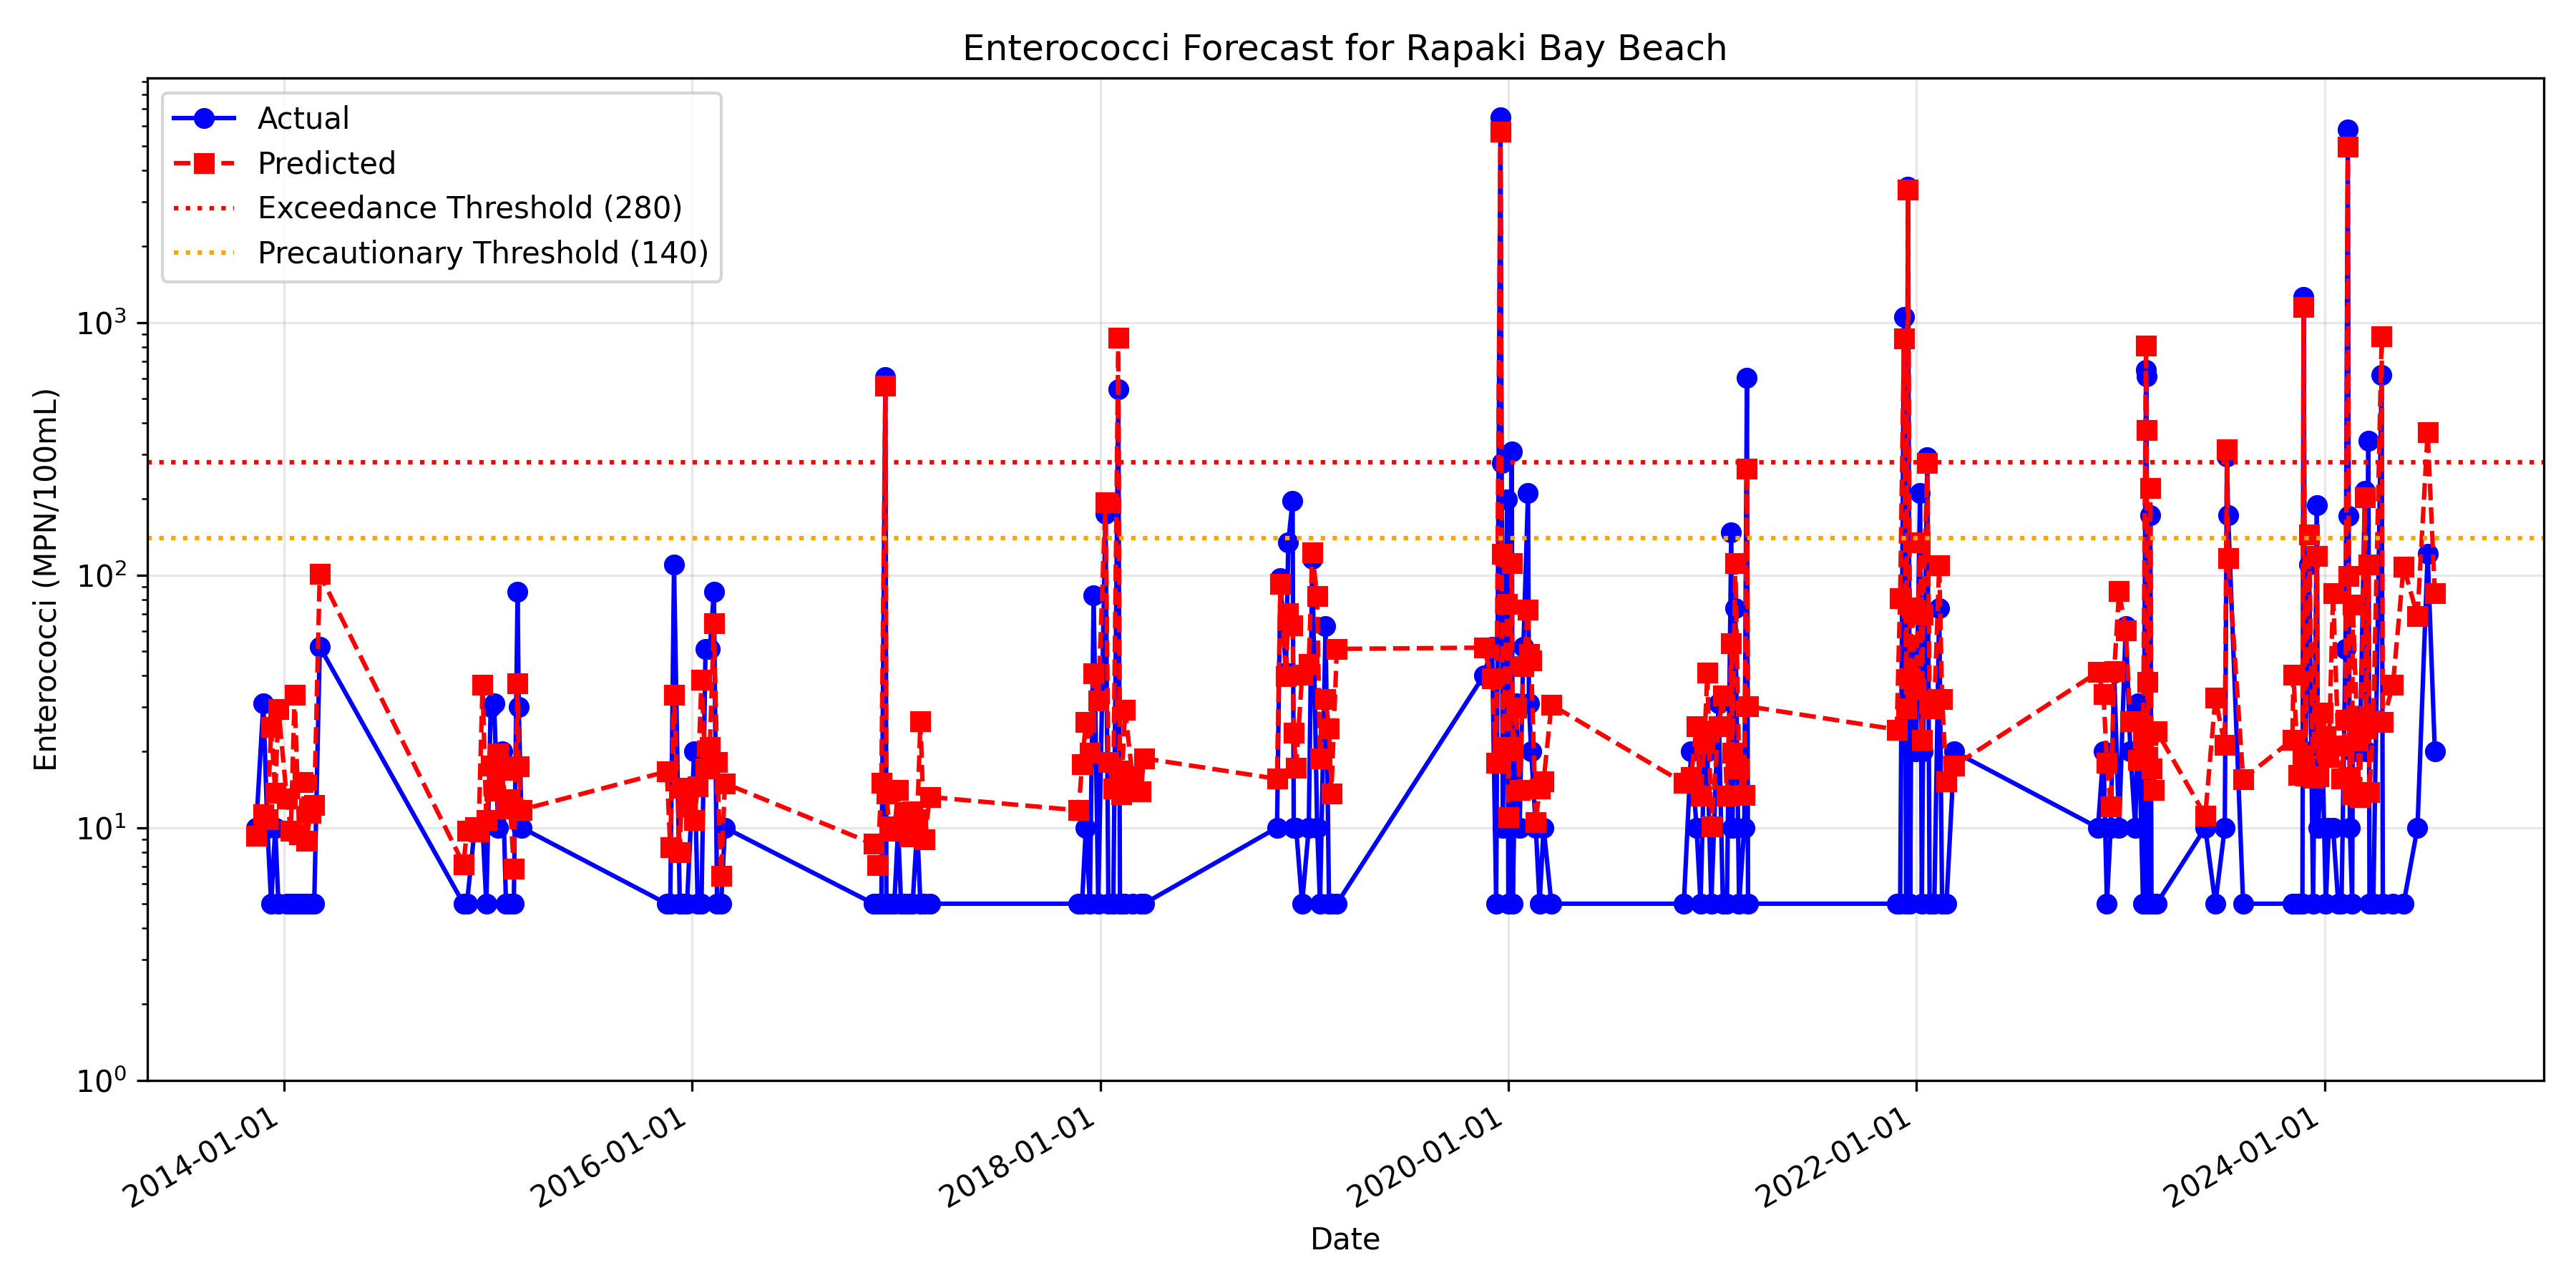 Enterococci Forecast for Rapaki Bay Beach
Actual
Predicted
Exceedance Threshold (280)
Precautionary Threshold (140)
Enterococci (MPN/100mL)
10³
10²
10¹
10⁰
2014-01-01
2016-01-01
2018-01-01
2020-01-01
2022-01-01
2024-01-01
Date